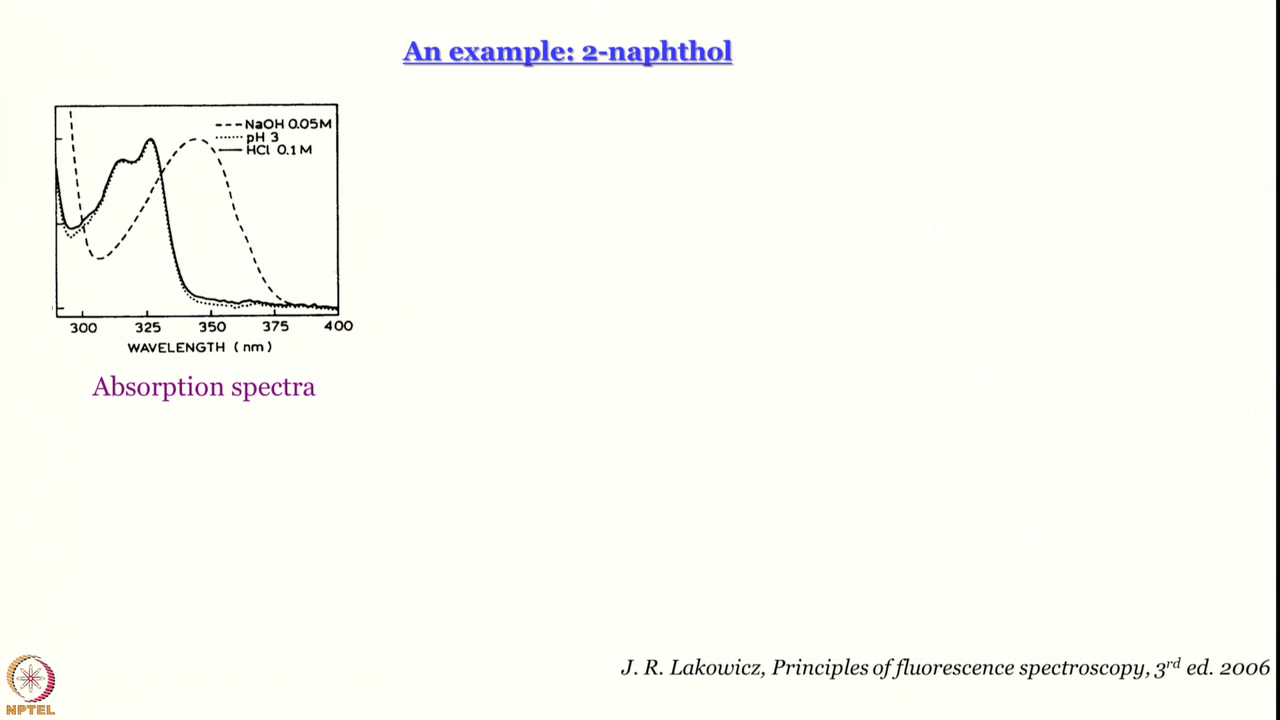 An example: 2-naphthol
NaOH 0.05M
pH 3
HCl 0.1M
300 325 350 375 400
WAVELENGTH (nm)
Absorption spectra
J. R. Lakowicz, Principles of fluorescence spectroscopy, 3rd ed. 2006
NPTEL